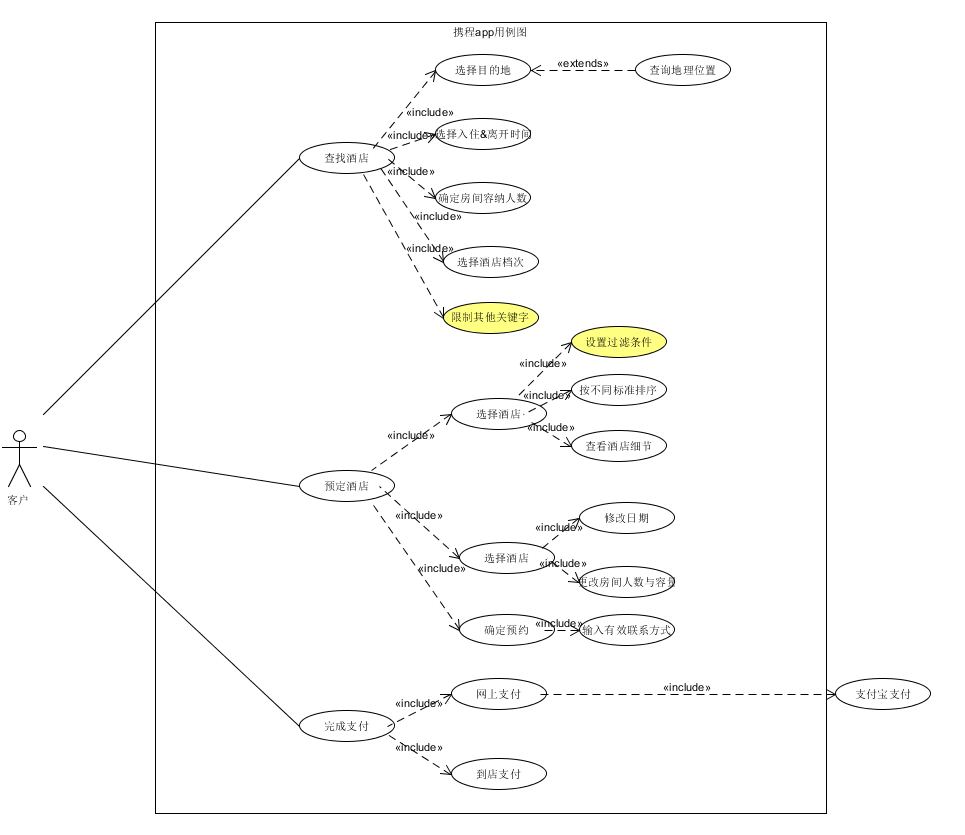 携程app用例图
选择目的地
«extends»
查询地理位置
«include»
«include»
选择入住&离开时间
查找酒店
«include»
确定房间容纳人数
«include»
«include»
选择酒店档次
限制其他关键字
设置过滤条件
«include»
«include»
按不同标准排序
选择酒店·
«include»
«include»
查看酒店细节
预定酒店
客户
«include»
修改日期
«include»
选择酒店
«include»
«include»
更改房间人数与容
确定预约
«include»
输入有效联系方式
网上支付
«include»
支付宝支付
«include»
完成支付
«include»
到店支付